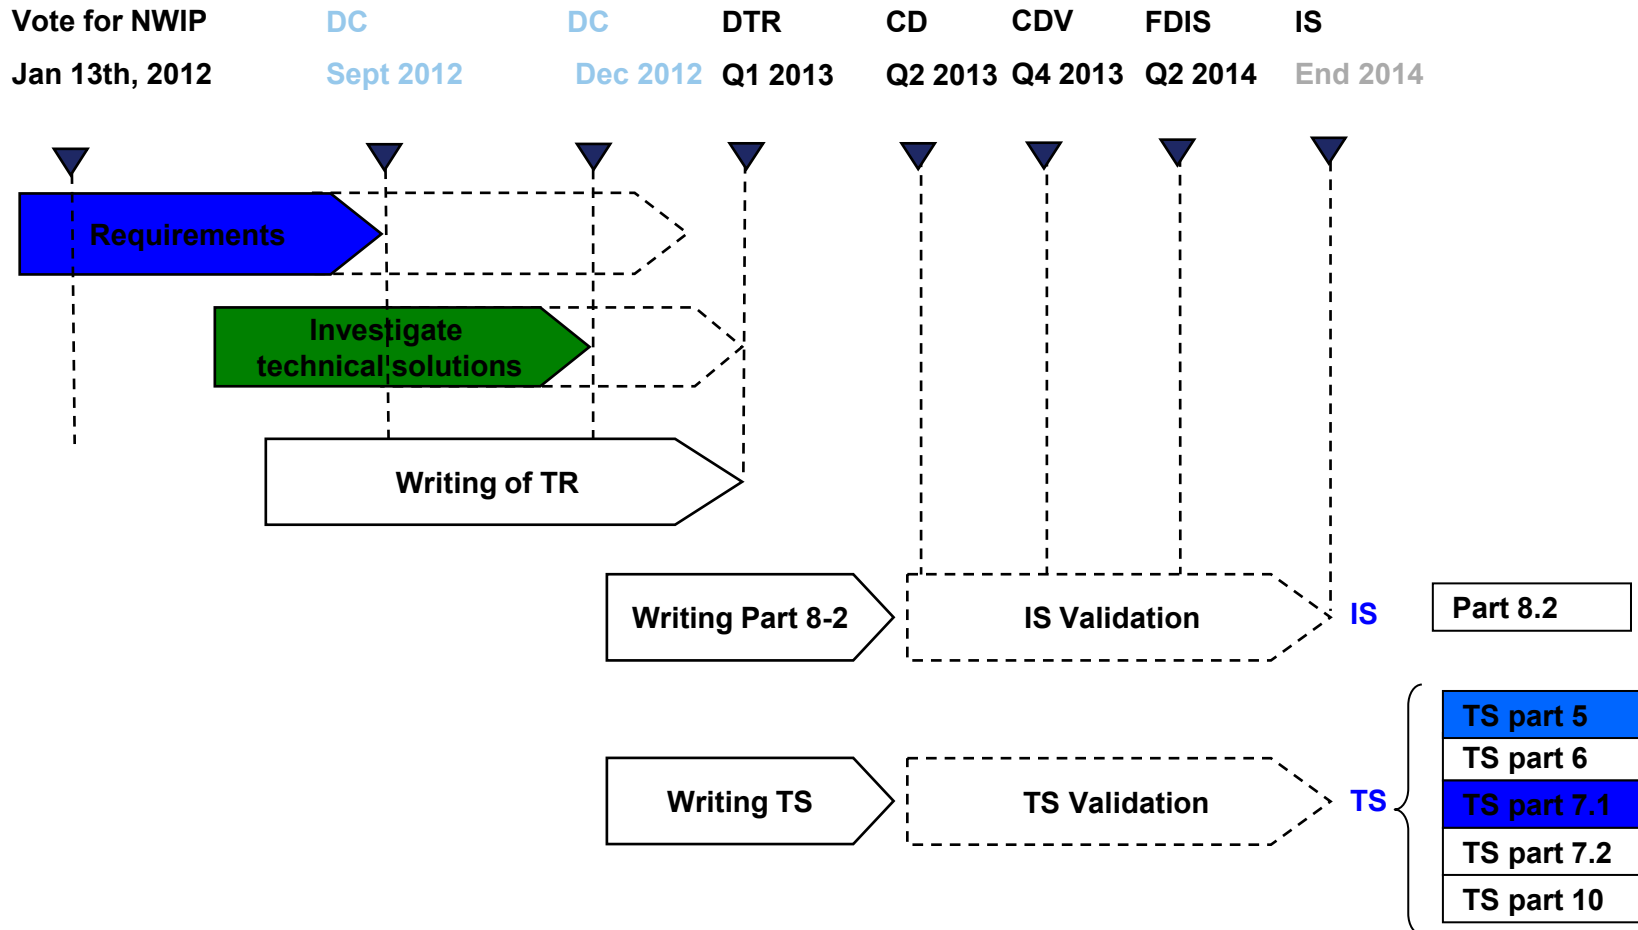 Vote for NWIP DC DC DTR CD CDV FDIS IS
Jan 13th, 2012 Sept 2012 Dec 2012 Q1 2013 Q2 2013 Q4 2013 Q2 2014 End 2014
Requirements
Investigate
technical solutions
Writing of TR
Writing Part 8-2 IS Validation IS Part 8.2
Writing TS TS Validation TS
TS part 5
TS part 6
TS part 7.1
TS part 7.2
TS part 10